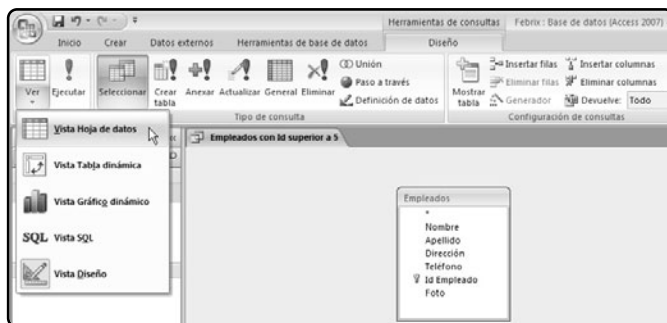 Herramientas de consultas Febrix : Base de datos (Access 2007)
Inicio Crear Datos externos Herramientas de base de datos Diseño
Ver Ejecutar Seleccionar Crear tabla Anexar Actualizar General Eliminar
Unión
Paso a través
Definición de datos
Tipo de consulta
Mostrar tabla
Insertar filas
Eliminar filas
Generador
Insertar columnas
Eliminar columnas
Devuelve: Todo
Configuración de consultas
Vista Hoja de datos
Vista Tabla dinámica
Vista Gráfico dinámico
SQL Vista SQL
Vista Diseño
Empleados con Id superior a 5
Empleados
*
Nombre
Apellido
Dirección
Teléfono
Id Empleado
Foto